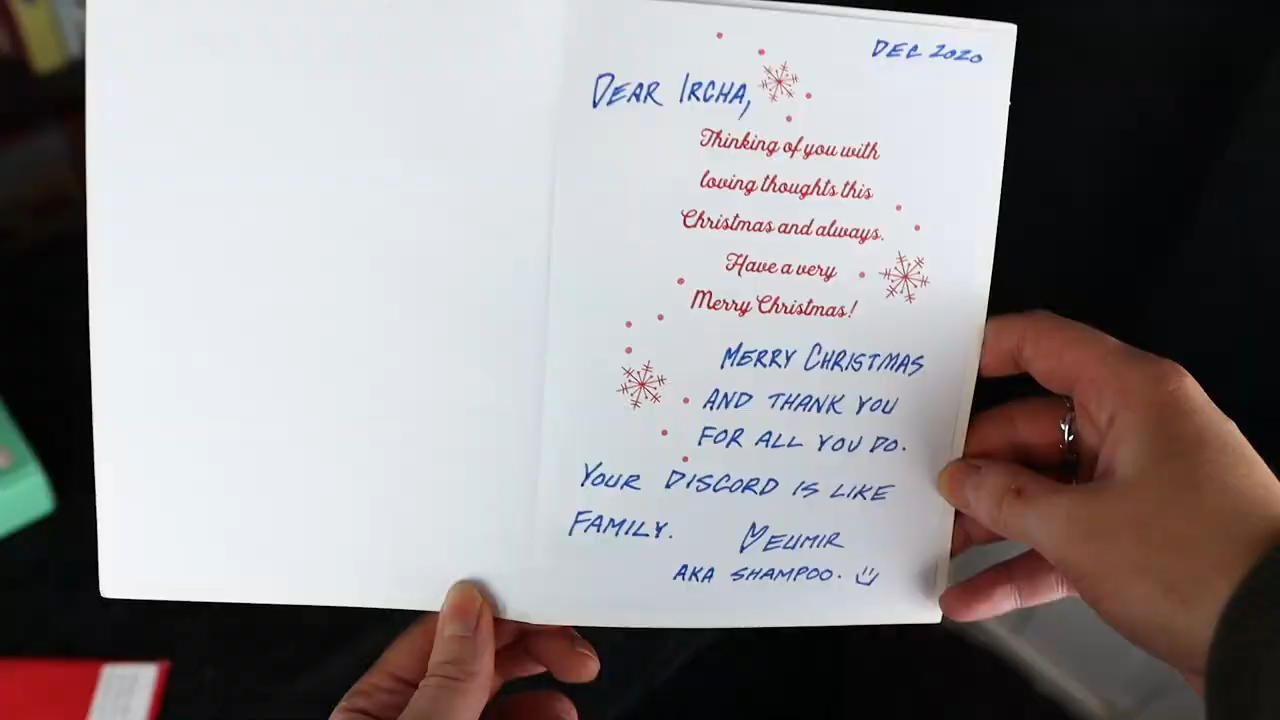 DEC 2020
DEAR IRCHA,
Thinking of you with
loving thoughts this
Christmas and always.
Have a very
Merry Christmas!
MERRY CHRISTMAS
AND THANK YOU
FOR ALL YOU DO.
YOUR DISCORD IS LIKE
FAMILY. ♡EUMIR
AKA SHAMPOO. :)